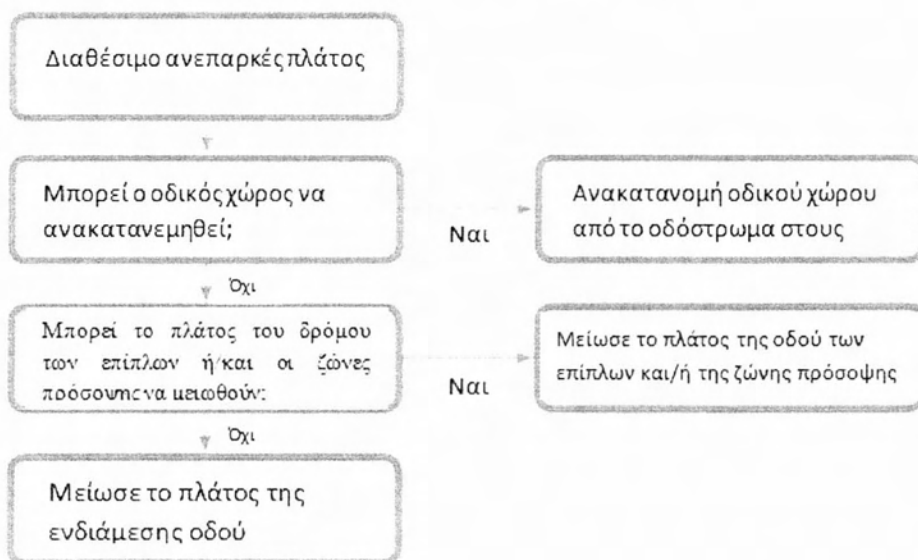 Διαθέσιμο ανεπαρκές πλάτος
Μπορεί ο οδικός χώρος να
ανακατανεμηθεί;
Ναι
Ανακατανομή οδικού χώρου
από το οδόστρωμα στους
Όχι
Μπορεί το πλάτος του δρόμου
των επίπλων ή/και οι ζώνες
πρόσοψης να μειωθούν;
Ναι
Μείωσε το πλάτος της οδού των
επίπλων και/ή της ζώνης πρόσοψης
Όχι
Μείωσε το πλάτος της
ενδιάμεσης οδού